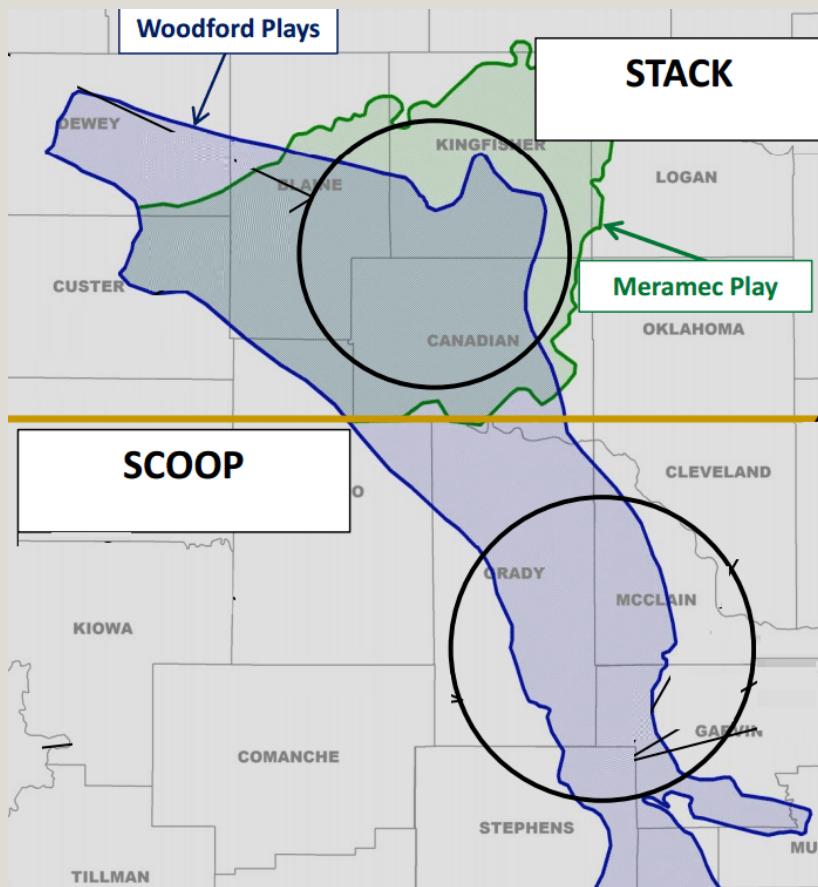 Woodford Plays
STACK
DEWEY
KINGFISHER
BLAINE
LOGAN
CUSTER
Meramec Play
OKLAHOMA
CANADIAN
SCOOP
CLEVELAND
O
GRADY
MCCLAIN
KIOWA
GARVIN
COMANCHE
STEPHENS
MU
TILLMAN